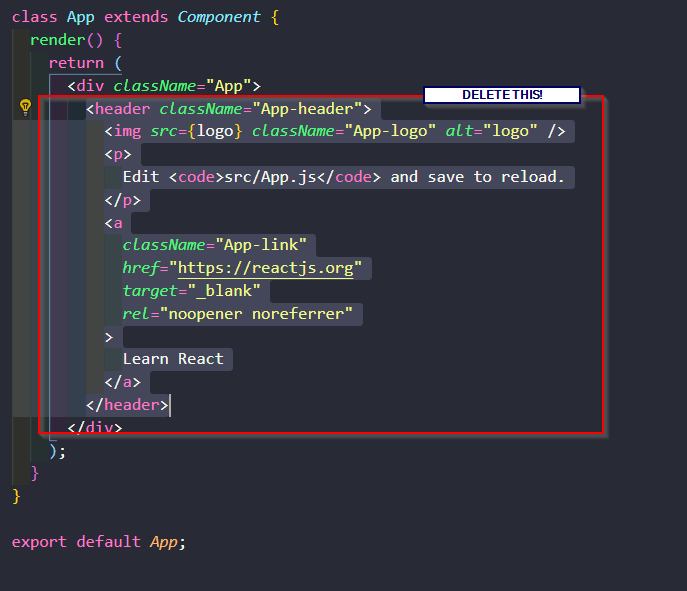 class App extends Component {
  render() {
    return (
      <div className="App">
DELETE THIS!
        <header className="App-header">
          <img src={logo} className="App-logo" alt="logo" />
          <p>
            Edit <code>src/App.js</code> and save to reload.
          </p>
          <a
            className="App-link"
            href="https://reactjs.org"
            target="_blank"
            rel="noopener noreferrer"
          >
            Learn React
          </a>
        </header>
      </div>
    );
  }
}

export default App;